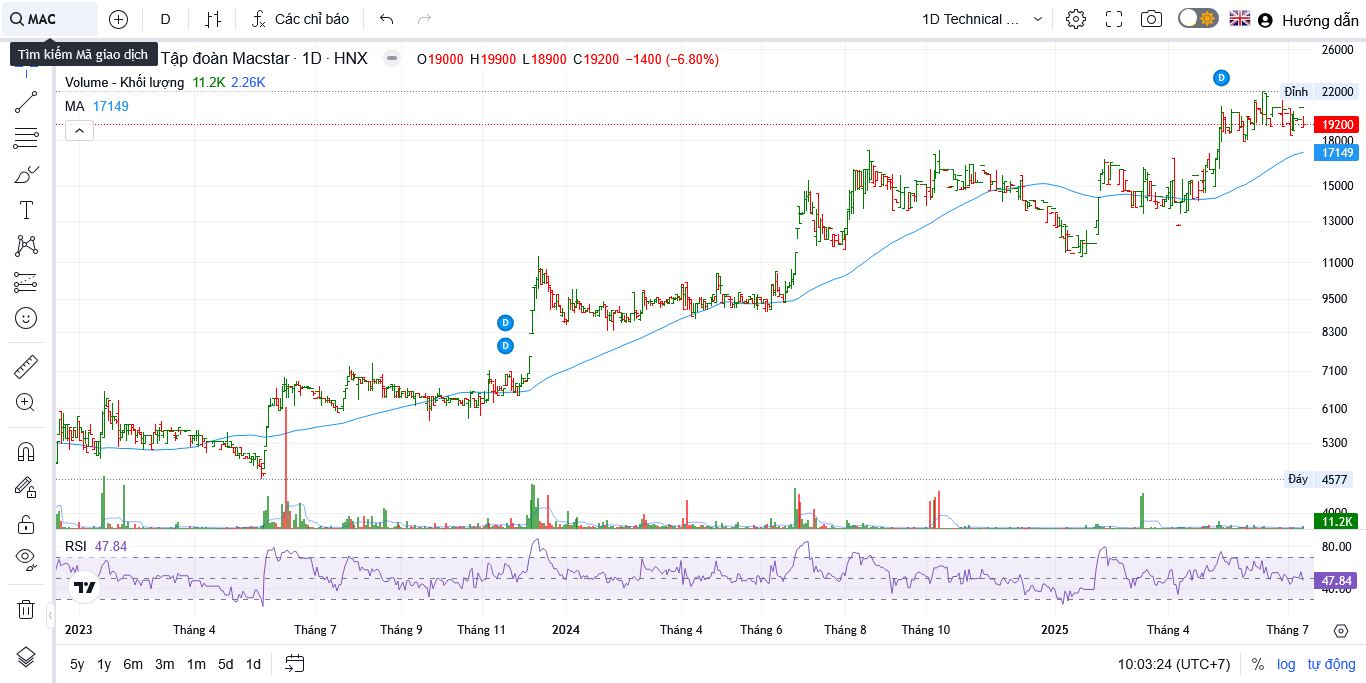 MAC
D
Các chỉ báo
1D Technical ...
Hướng dẫn
Tìm kiếm Mã giao dịch
Tập đoàn Macstar · 1D · HNX
O19000 H19900 L18900 C19200 −1400 (−6.80%)
Volume - Khối lượng 11.2K 2.26K
MA 17149
26000
D
Đỉnh 22000
19200
18000
17149
15000
13000
11000
9500
D
8300
D
7100
6100
5300
Đáy 4577
4000
11.2K
RSI 47.84
80.00
47.84
40.00
2023 Tháng 4 Tháng 7 Tháng 9 Tháng 11 2024 Tháng 4 Tháng 6 Tháng 8 Tháng 10 2025 Tháng 4 Tháng 7
5y 1y 6m 3m 1m 5d 1d
10:03:24 (UTC+7) % log tự động